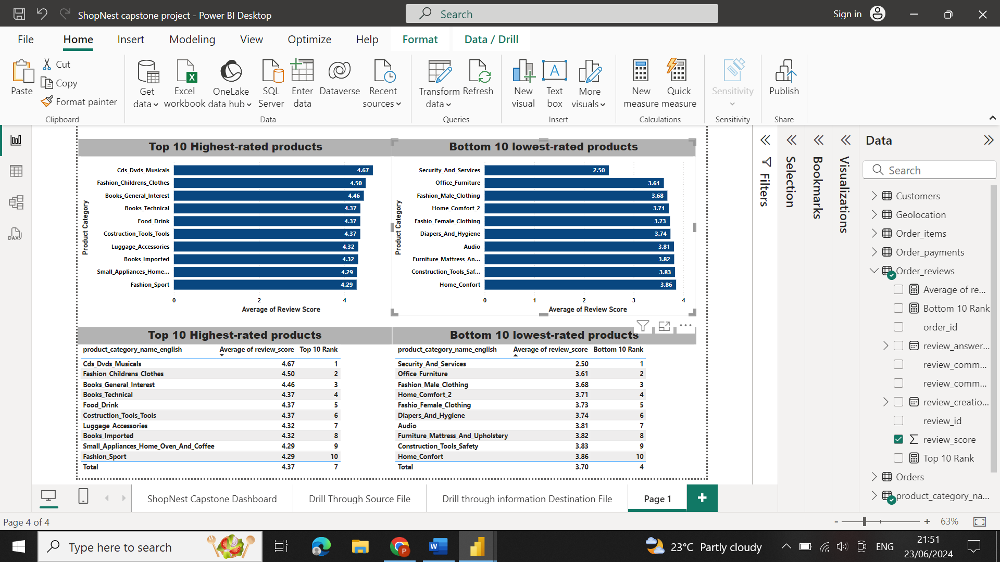 ShopNest capstone project - Power BI Desktop
Search
Sign in
File Home Insert Modeling View Optimize Help Format Data / Drill
Paste
Cut
Copy
Format painter
Clipboard
Get data
Excel workbook
OneLake data hub
SQL Server
Enter data
Dataverse
Recent sources
Data
Transform data
Refresh
Queries
New visual
Text box
More visuals
Insert
New measure
Quick measure
Calculations
Sensitivity
Sensitivity
Publish
Share
DAX
Top 10 Highest-rated products
Product Category
Cds_Dvds_Musicals 4.67
Fashion_Childrens_Clothes 4.50
Books_General_Interest 4.46
Books_Technical 4.37
Food_Drink 4.37
Costruction_Tools_Tools 4.37
Luggage_Accessories 4.32
Books_Imported 4.32
Small_Appliances_Home... 4.29
Fashion_Sport 4.29
0 2 4
Average of Review Score
Bottom 10 lowest-rated products
Product Category
Security_And_Services 2.50
Office_Furniture 3.61
Fashion_Male_Clothing 3.68
Home_Comfort_2 3.71
Fashio_Female_Clothing 3.73
Diapers_And_Hygiene 3.74
Audio 3.81
Furniture_Mattress_An... 3.82
Construction_Tools_Saf... 3.83
Home_Confort 3.86
0 1 2 3 4
Average of Review Score
Top 10 Highest-rated products
product_category_name_english Average of review_score Top 10 Rank
Cds_Dvds_Musicals 4.67 1
Fashion_Childrens_Clothes 4.50 2
Books_General_Interest 4.46 3
Books_Technical 4.37 4
Food_Drink 4.37 5
Costruction_Tools_Tools 4.37 6
Luggage_Accessories 4.32 7
Books_Imported 4.32 8
Small_Appliances_Home_Oven_And_Coffee 4.29 9
Fashion_Sport 4.29 10
Total 4.37 7
Bottom 10 lowest-rated products
product_category_name_english Average of review_score Bottom 10 Rank
Security_And_Services 2.50 1
Office_Furniture 3.61 2
Fashion_Male_Clothing 3.68 3
Home_Comfort_2 3.71 4
Fashio_Female_Clothing 3.73 5
Diapers_And_Hygiene 3.74 6
Audio 3.81 7
Furniture_Mattress_And_Upholstery 3.82 8
Construction_Tools_Safety 3.83 9
Home_Confort 3.86 10
Total 3.70 4
Filters
Selection
Bookmarks
Visualizations
Data
Search
Customers
Geolocation
Order_items
Order_payments
Order_reviews
Average of re...
Bottom 10 Rank
order_id
review_answer...
review_comm...
review_comm...
review_creatio...
review_id
review_score
Top 10 Rank
Orders
product_category_na...
ShopNest Capstone Dashboard
Drill Through Source File
Drill through information Destination File
Page 1
Page 4 of 4
- + 63%
Type here to search
23°C Partly cloudy
ENG
21:51
23/06/2024